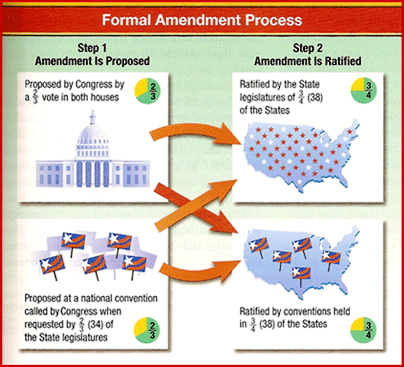 Formal Amendment Process
Step 1
Amendment Is Proposed
Step 2
Amendment Is Ratified
Proposed by Congress by
a 2/3 vote in both houses
2/3
Ratified by the State
legislatures of 3/4 (38)
of the States
3/4
Proposed at a national convention
called by Congress when
requested by 2/3 (34) of
the State legislatures
2/3
Ratified by conventions held
in 3/4 (38) of the States
3/4